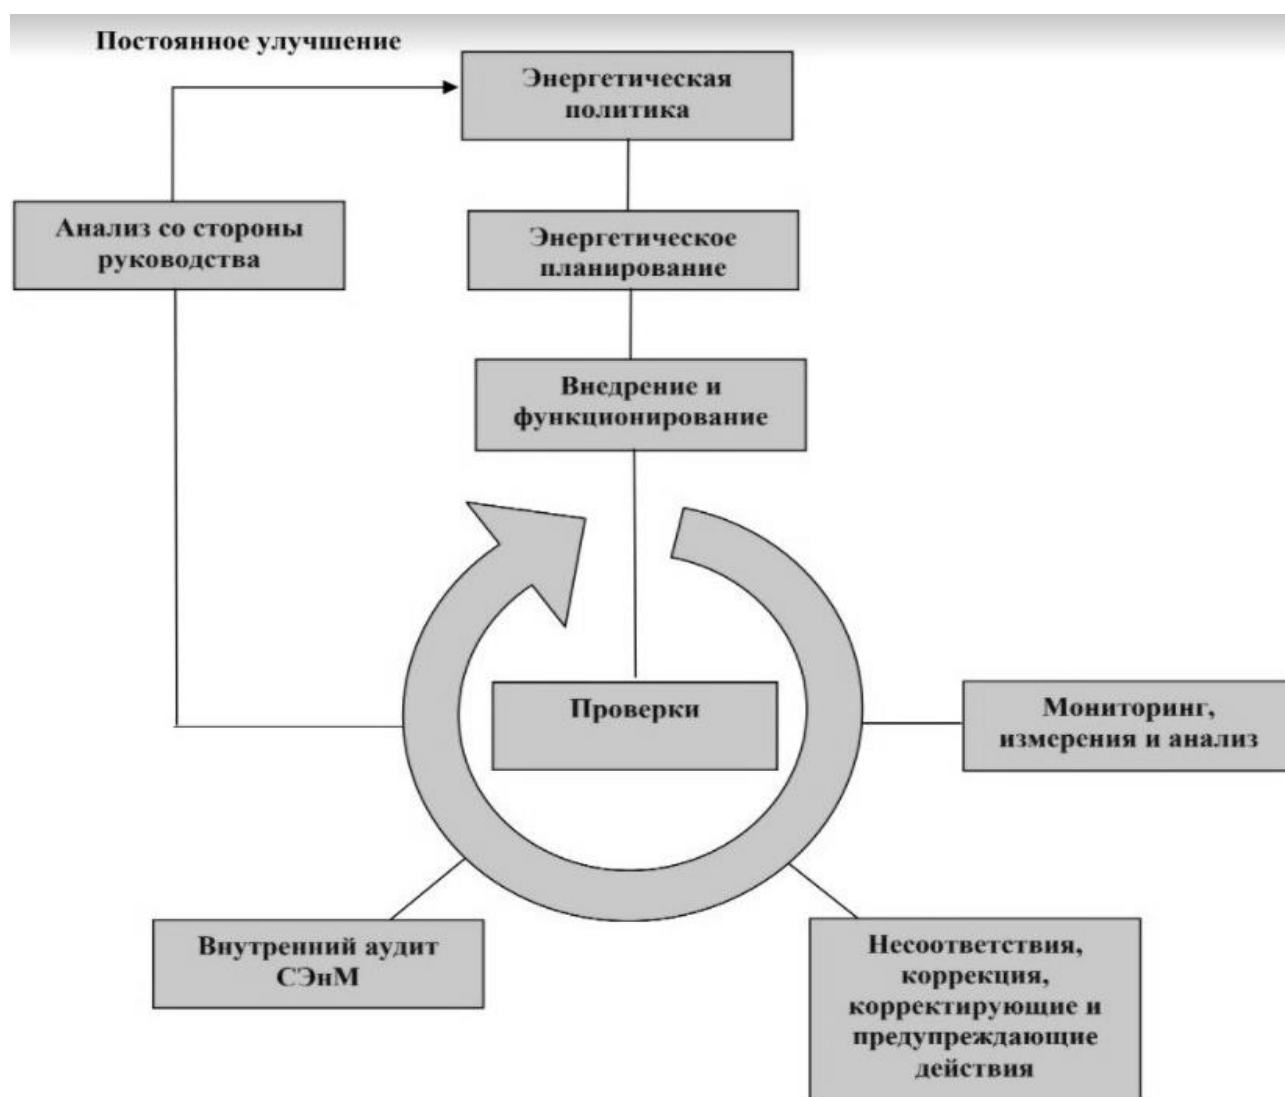 Постоянное улучшение
Энергетическая
политика
Анализ со стороны
руководства
Энергетическое
планирование
Внедрение и
функционирование
Проверки
Мониторинг,
измерения и анализ
Внутренний аудит
СЭнМ
Несоответствия,
коррекция,
корректирующие и
предупреждающие
действия